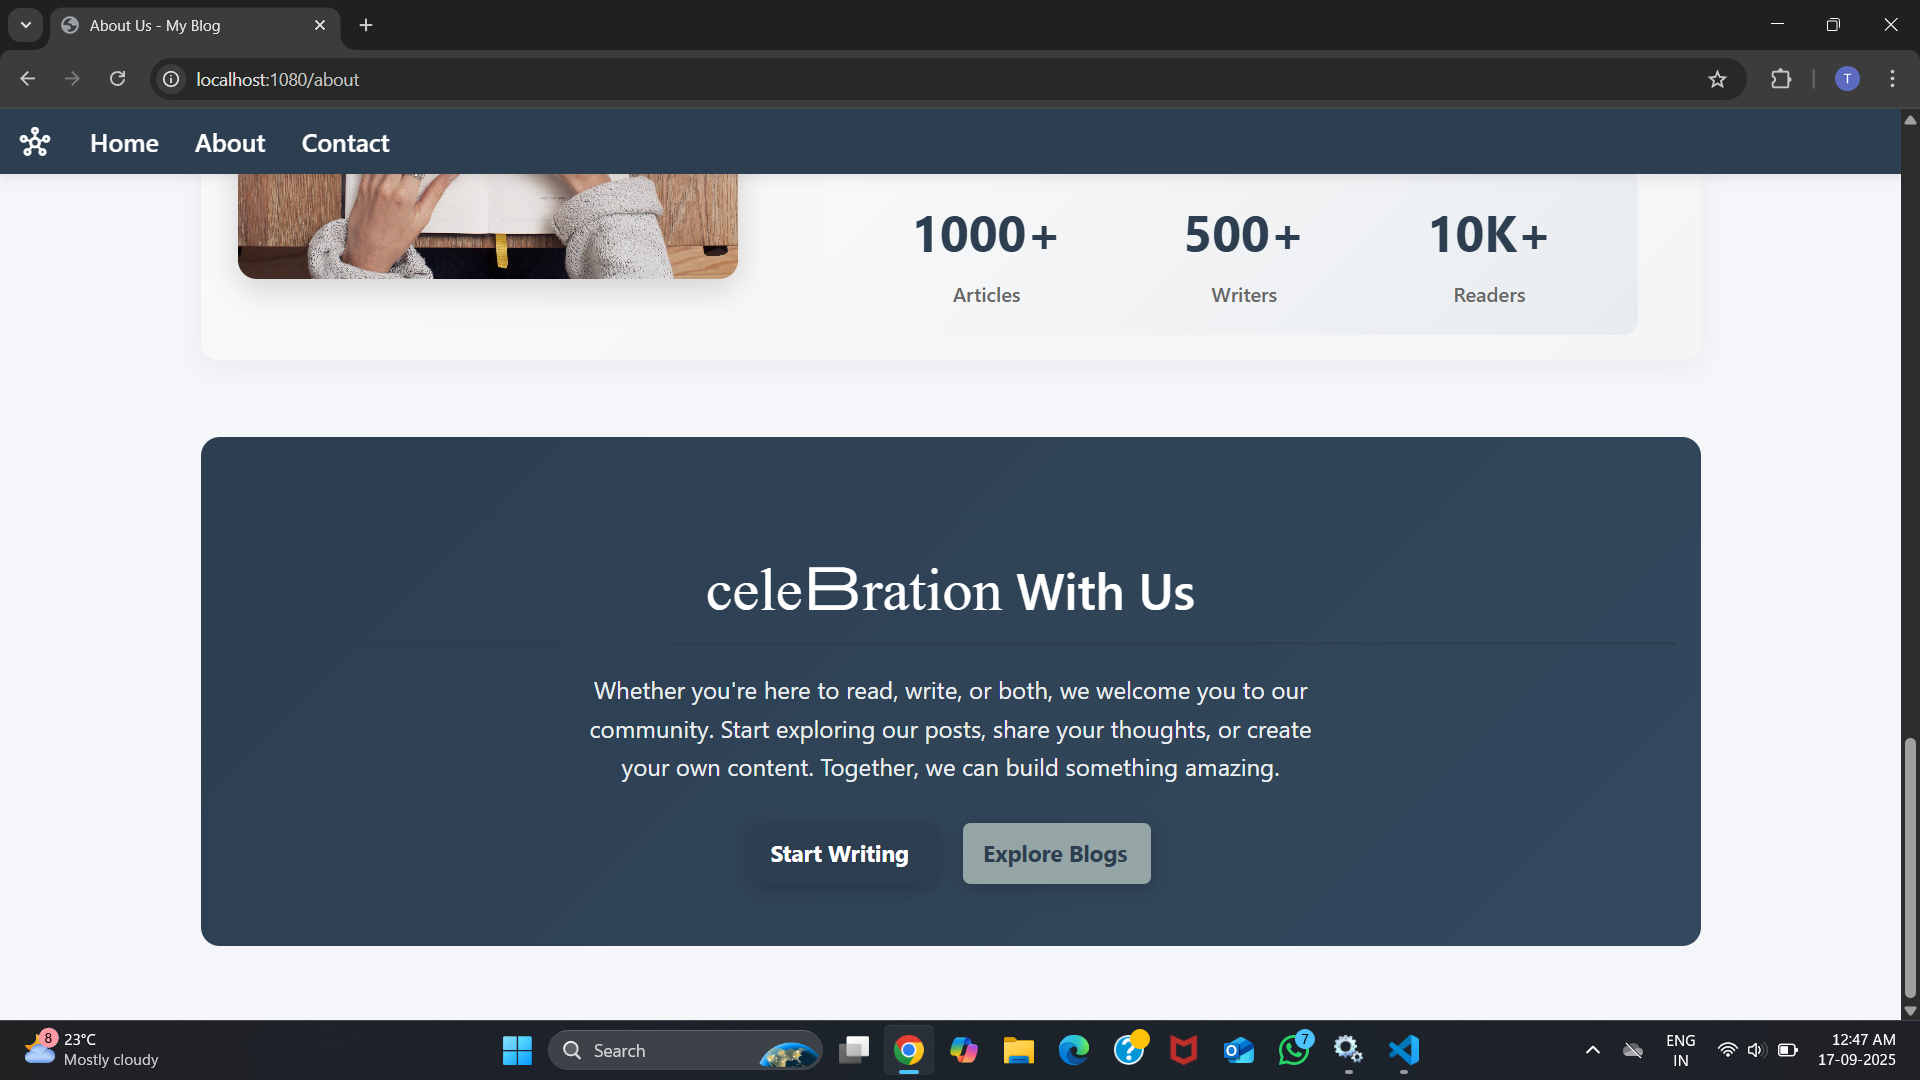 About Us - My Blog
localhost:1080/about
T
Home About Contact
1000+ 500+ 10K+
Articles Writers Readers
celeBration With Us
Whether you're here to read, write, or both, we welcome you to our
community. Start exploring our posts, share your thoughts, or create
your own content. Together, we can build something amazing.
Start Writing Explore Blogs
8
23°C
Mostly cloudy
Search
7
ENG
IN
12:47 AM
17-09-2025